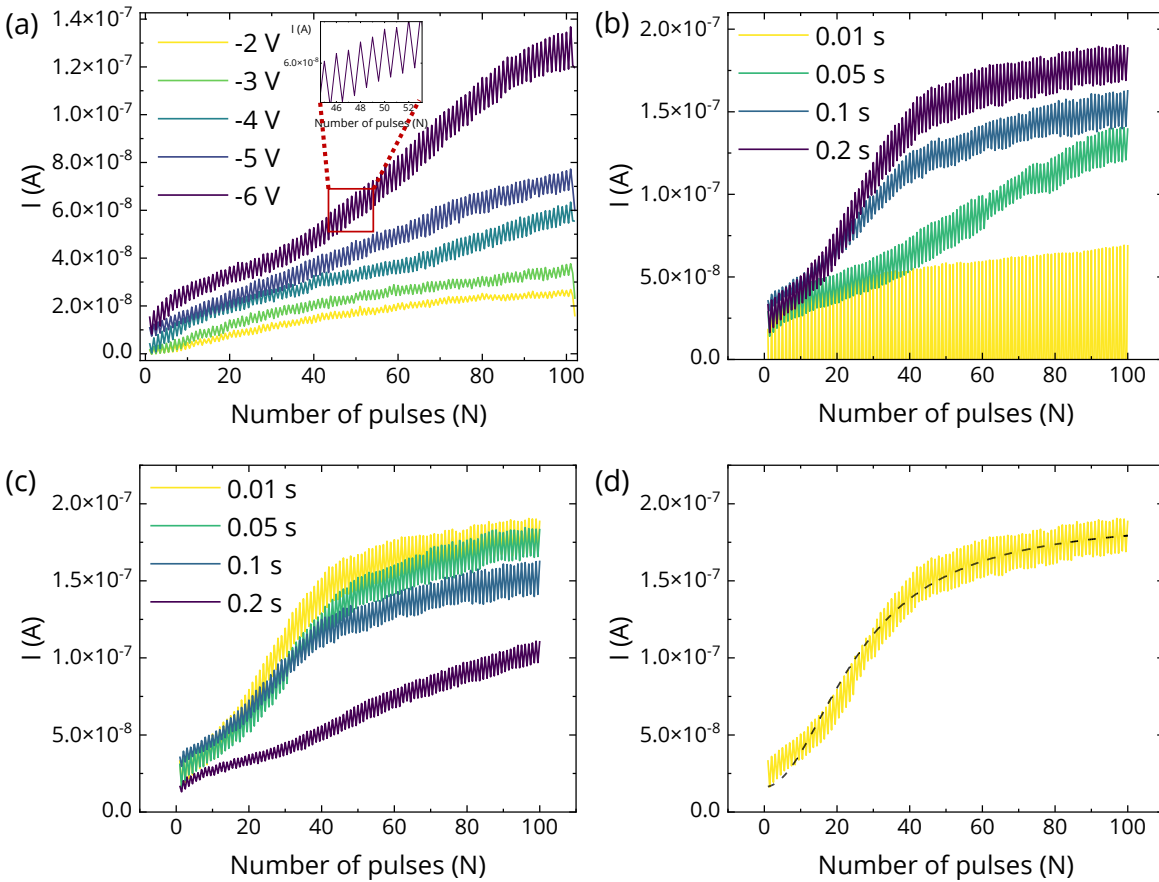 (a)
I (A)
1.4×10⁻⁷
1.2×10⁻⁷
1.0×10⁻⁷
8.0×10⁻⁸
6.0×10⁻⁸
4.0×10⁻⁸
2.0×10⁻⁸
0.0
-2 V
-3 V
-4 V
-5 V
-6 V
I (A)
6.0×10⁻⁸
46 48 50 52
Number of pulses (N)
0 20 40 60 80 100
Number of pulses (N)
(b)
I (A)
2.0×10⁻⁷
1.5×10⁻⁷
1.0×10⁻⁷
5.0×10⁻⁸
0.0
0.01 s
0.05 s
0.1 s
0.2 s
0 20 40 60 80 100
Number of pulses (N)
(c)
I (A)
2.0×10⁻⁷
1.5×10⁻⁷
1.0×10⁻⁷
5.0×10⁻⁸
0.0
0.01 s
0.05 s
0.1 s
0.2 s
0 20 40 60 80 100
Number of pulses (N)
(d)
I (A)
2.0×10⁻⁷
1.5×10⁻⁷
1.0×10⁻⁷
5.0×10⁻⁸
0.0
0 20 40 60 80 100
Number of pulses (N)